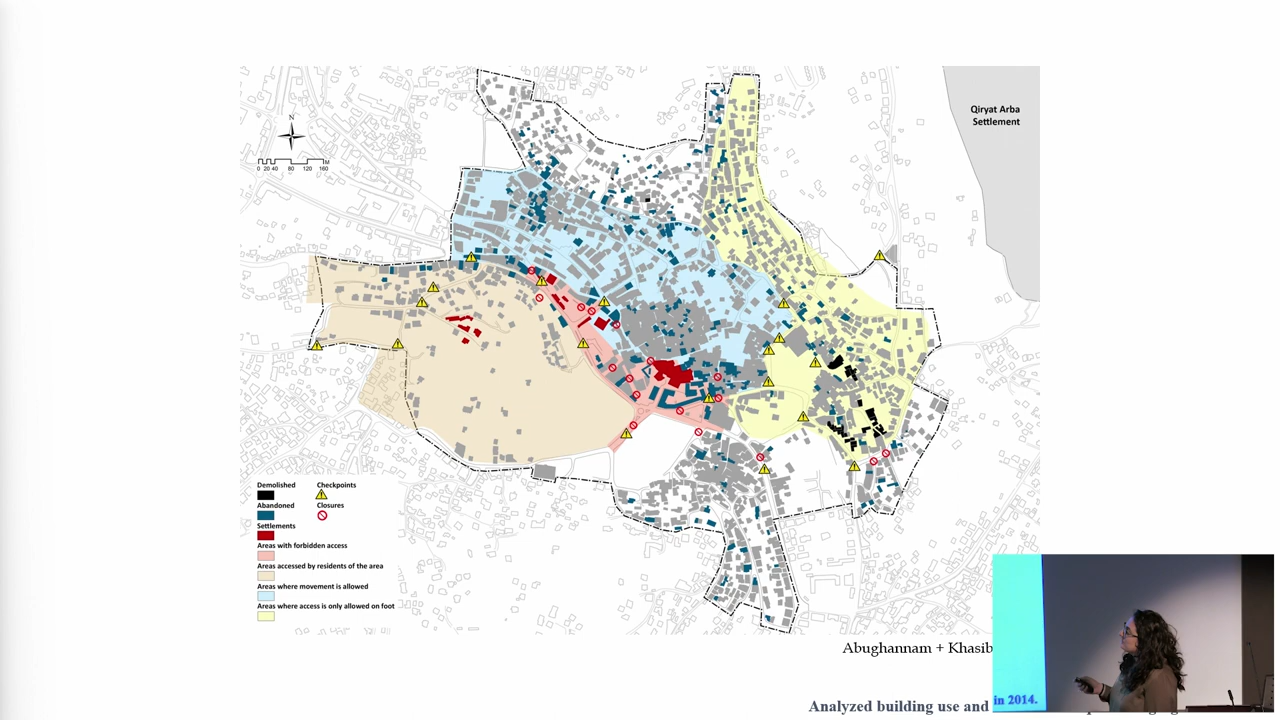 Qiryat Arba
Settlement
N
0 20 40 80 120 160 M
Demolished
Checkpoints
Abandoned
Closures
Settlements
Areas with forbidden access
Areas accessed by residents of the area
Areas where movement is allowed
Areas where access is only allowed on foot
Abughannam + Khasib
Analyzed building use and
in 2014.